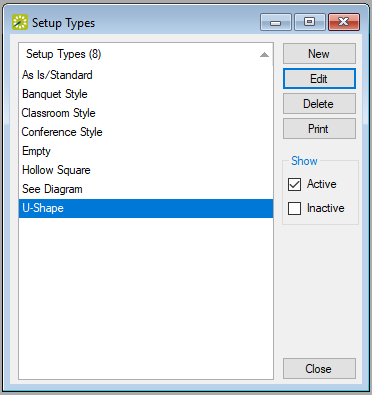 Setup Types
Setup Types (8)
As Is/Standard
Banquet Style
Classroom Style
Conference Style
Empty
Hollow Square
See Diagram
U-Shape
New
Edit
Delete
Print
Show
Active
Inactive
Close